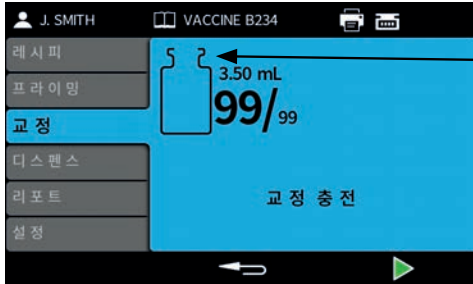 J. SMITH VACCINE B234
레시피
프라이밍
교정
디스펜스
리포트
설정
3.50 mL
99/99
교정 충전